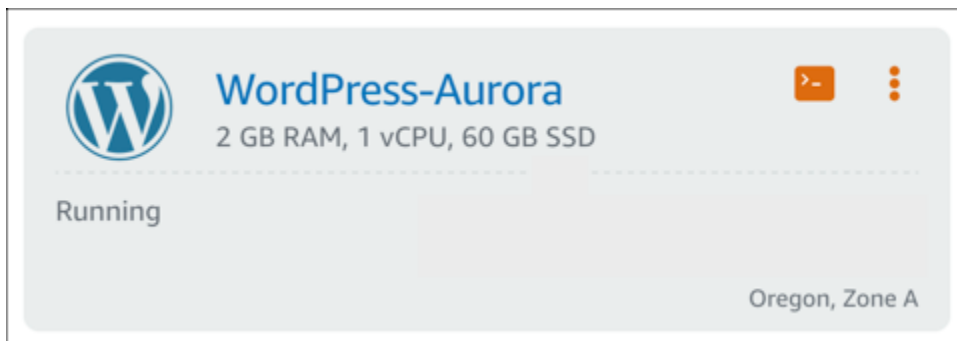 WordPress-Aurora
2 GB RAM, 1 vCPU, 60 GB SSD
Running
Oregon, Zone A